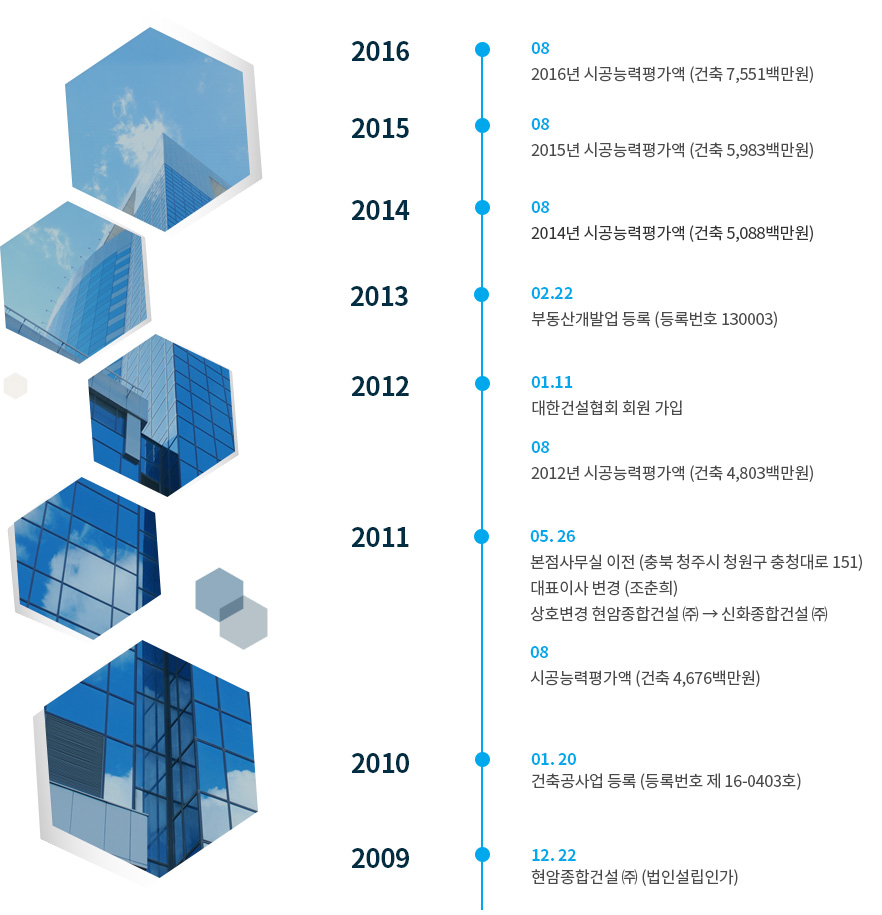 2016
08
2016년 시공능력평가액 (건축 7,551백만원)
2015
08
2015년 시공능력평가액 (건축 5,983백만원)
2014
08
2014년 시공능력평가액 (건축 5,088백만원)
2013
02.22
부동산개발업 등록 (등록번호 130003)
2012
01.11
대한건설협회 회원 가입
08
2012년 시공능력평가액 (건축 4,803백만원)
2011
05. 26
본점사무실 이전 (충북 청주시 청원구 충청대로 151)
대표이사 변경 (조춘희)
상호변경 현암종합건설 ㈜ → 신화종합건설 ㈜
08
시공능력평가액 (건축 4,676백만원)
2010
01. 20
건축공사업 등록 (등록번호 제 16-0403호)
2009
12. 22
현암종합건설 ㈜ (법인설립인가)